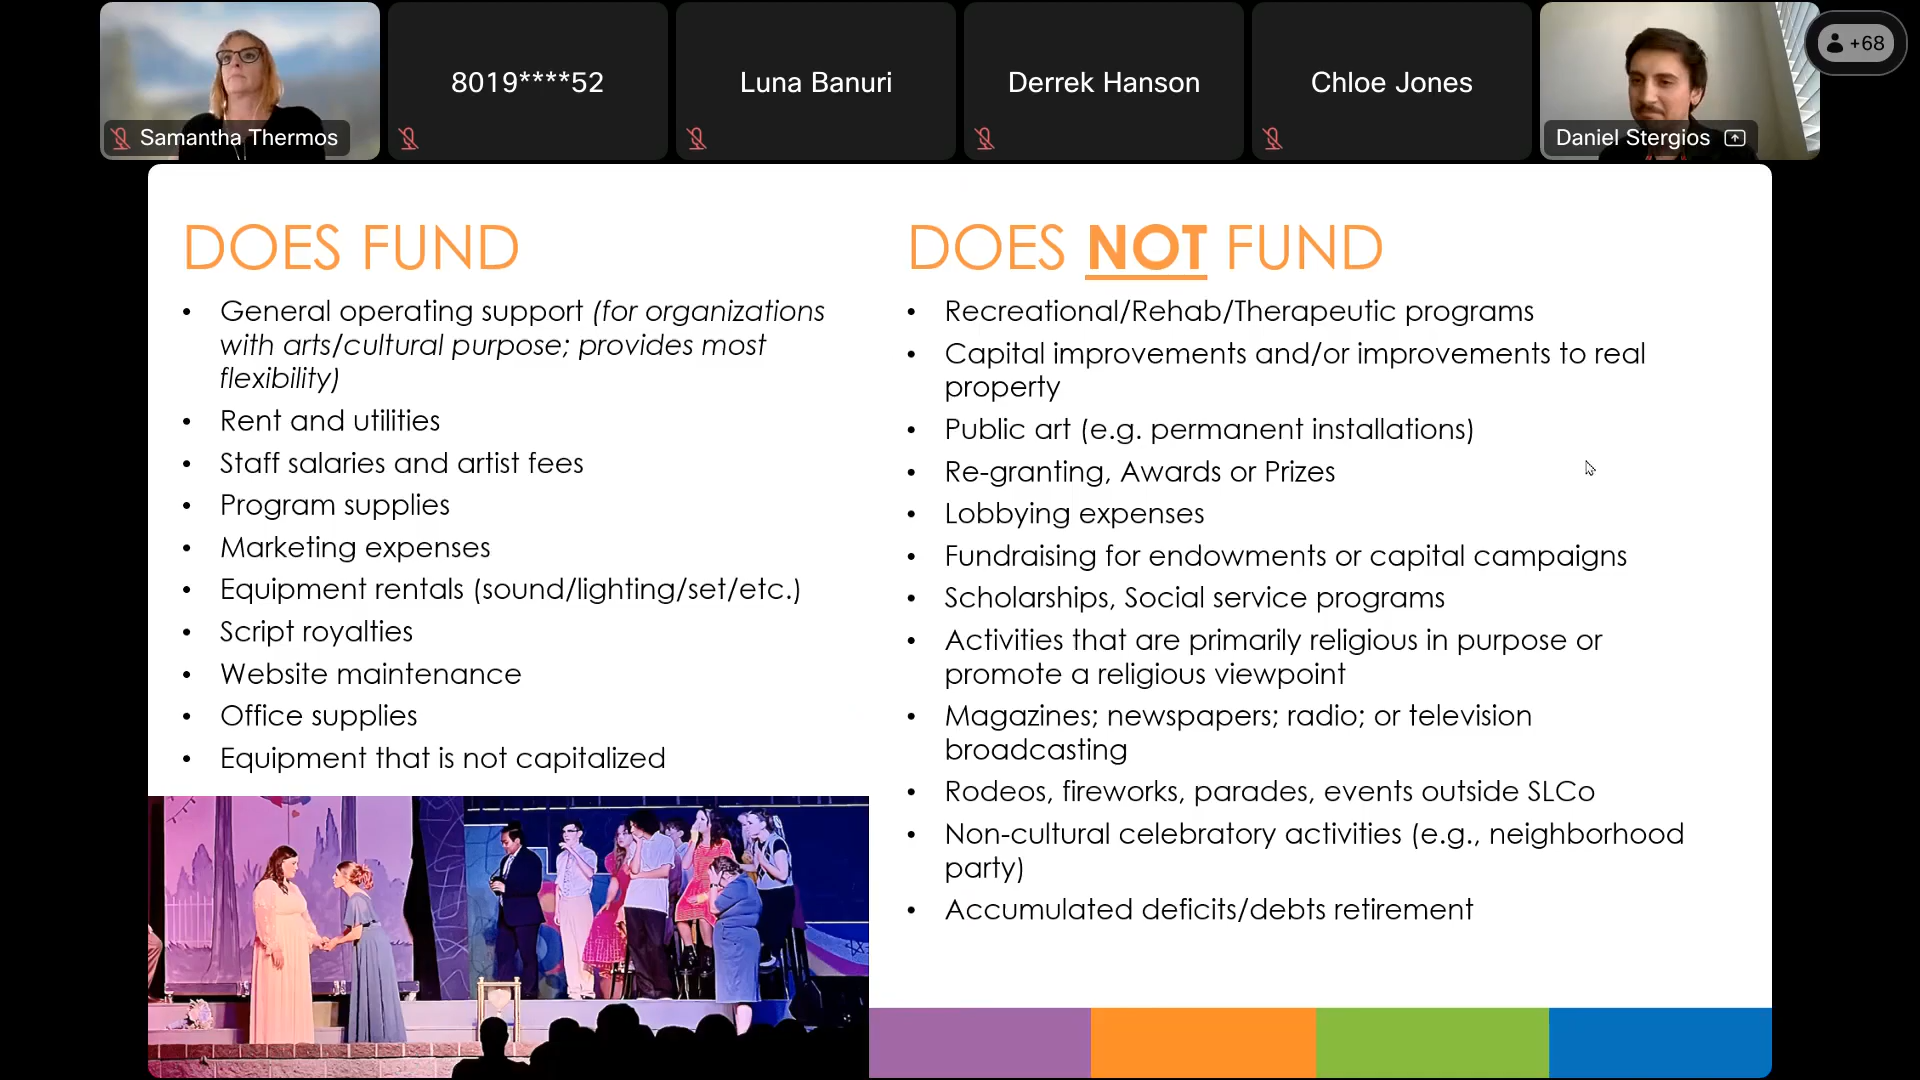 Samantha Thermos
8019****52
Luna Banuri
Derrek Hanson
Chloe Jones
Daniel Stergios
+68
DOES FUND
• General operating support (for organizations
with arts/cultural purpose; provides most
flexibility)
• Rent and utilities
• Staff salaries and artist fees
• Program supplies
• Marketing expenses
• Equipment rentals (sound/lighting/set/etc.)
• Script royalties
• Website maintenance
• Office supplies
• Equipment that is not capitalized
DOES NOT FUND
• Recreational/Rehab/Therapeutic programs
• Capital improvements and/or improvements to real
property
• Public art (e.g. permanent installations)
• Re-granting, Awards or Prizes
• Lobbying expenses
• Fundraising for endowments or capital campaigns
• Scholarships, Social service programs
• Activities that are primarily religious in purpose or
promote a religious viewpoint
• Magazines; newspapers; radio; or television
broadcasting
• Rodeos, fireworks, parades, events outside SLCo
• Non-cultural celebratory activities (e.g., neighborhood
party)
• Accumulated deficits/debts retirement